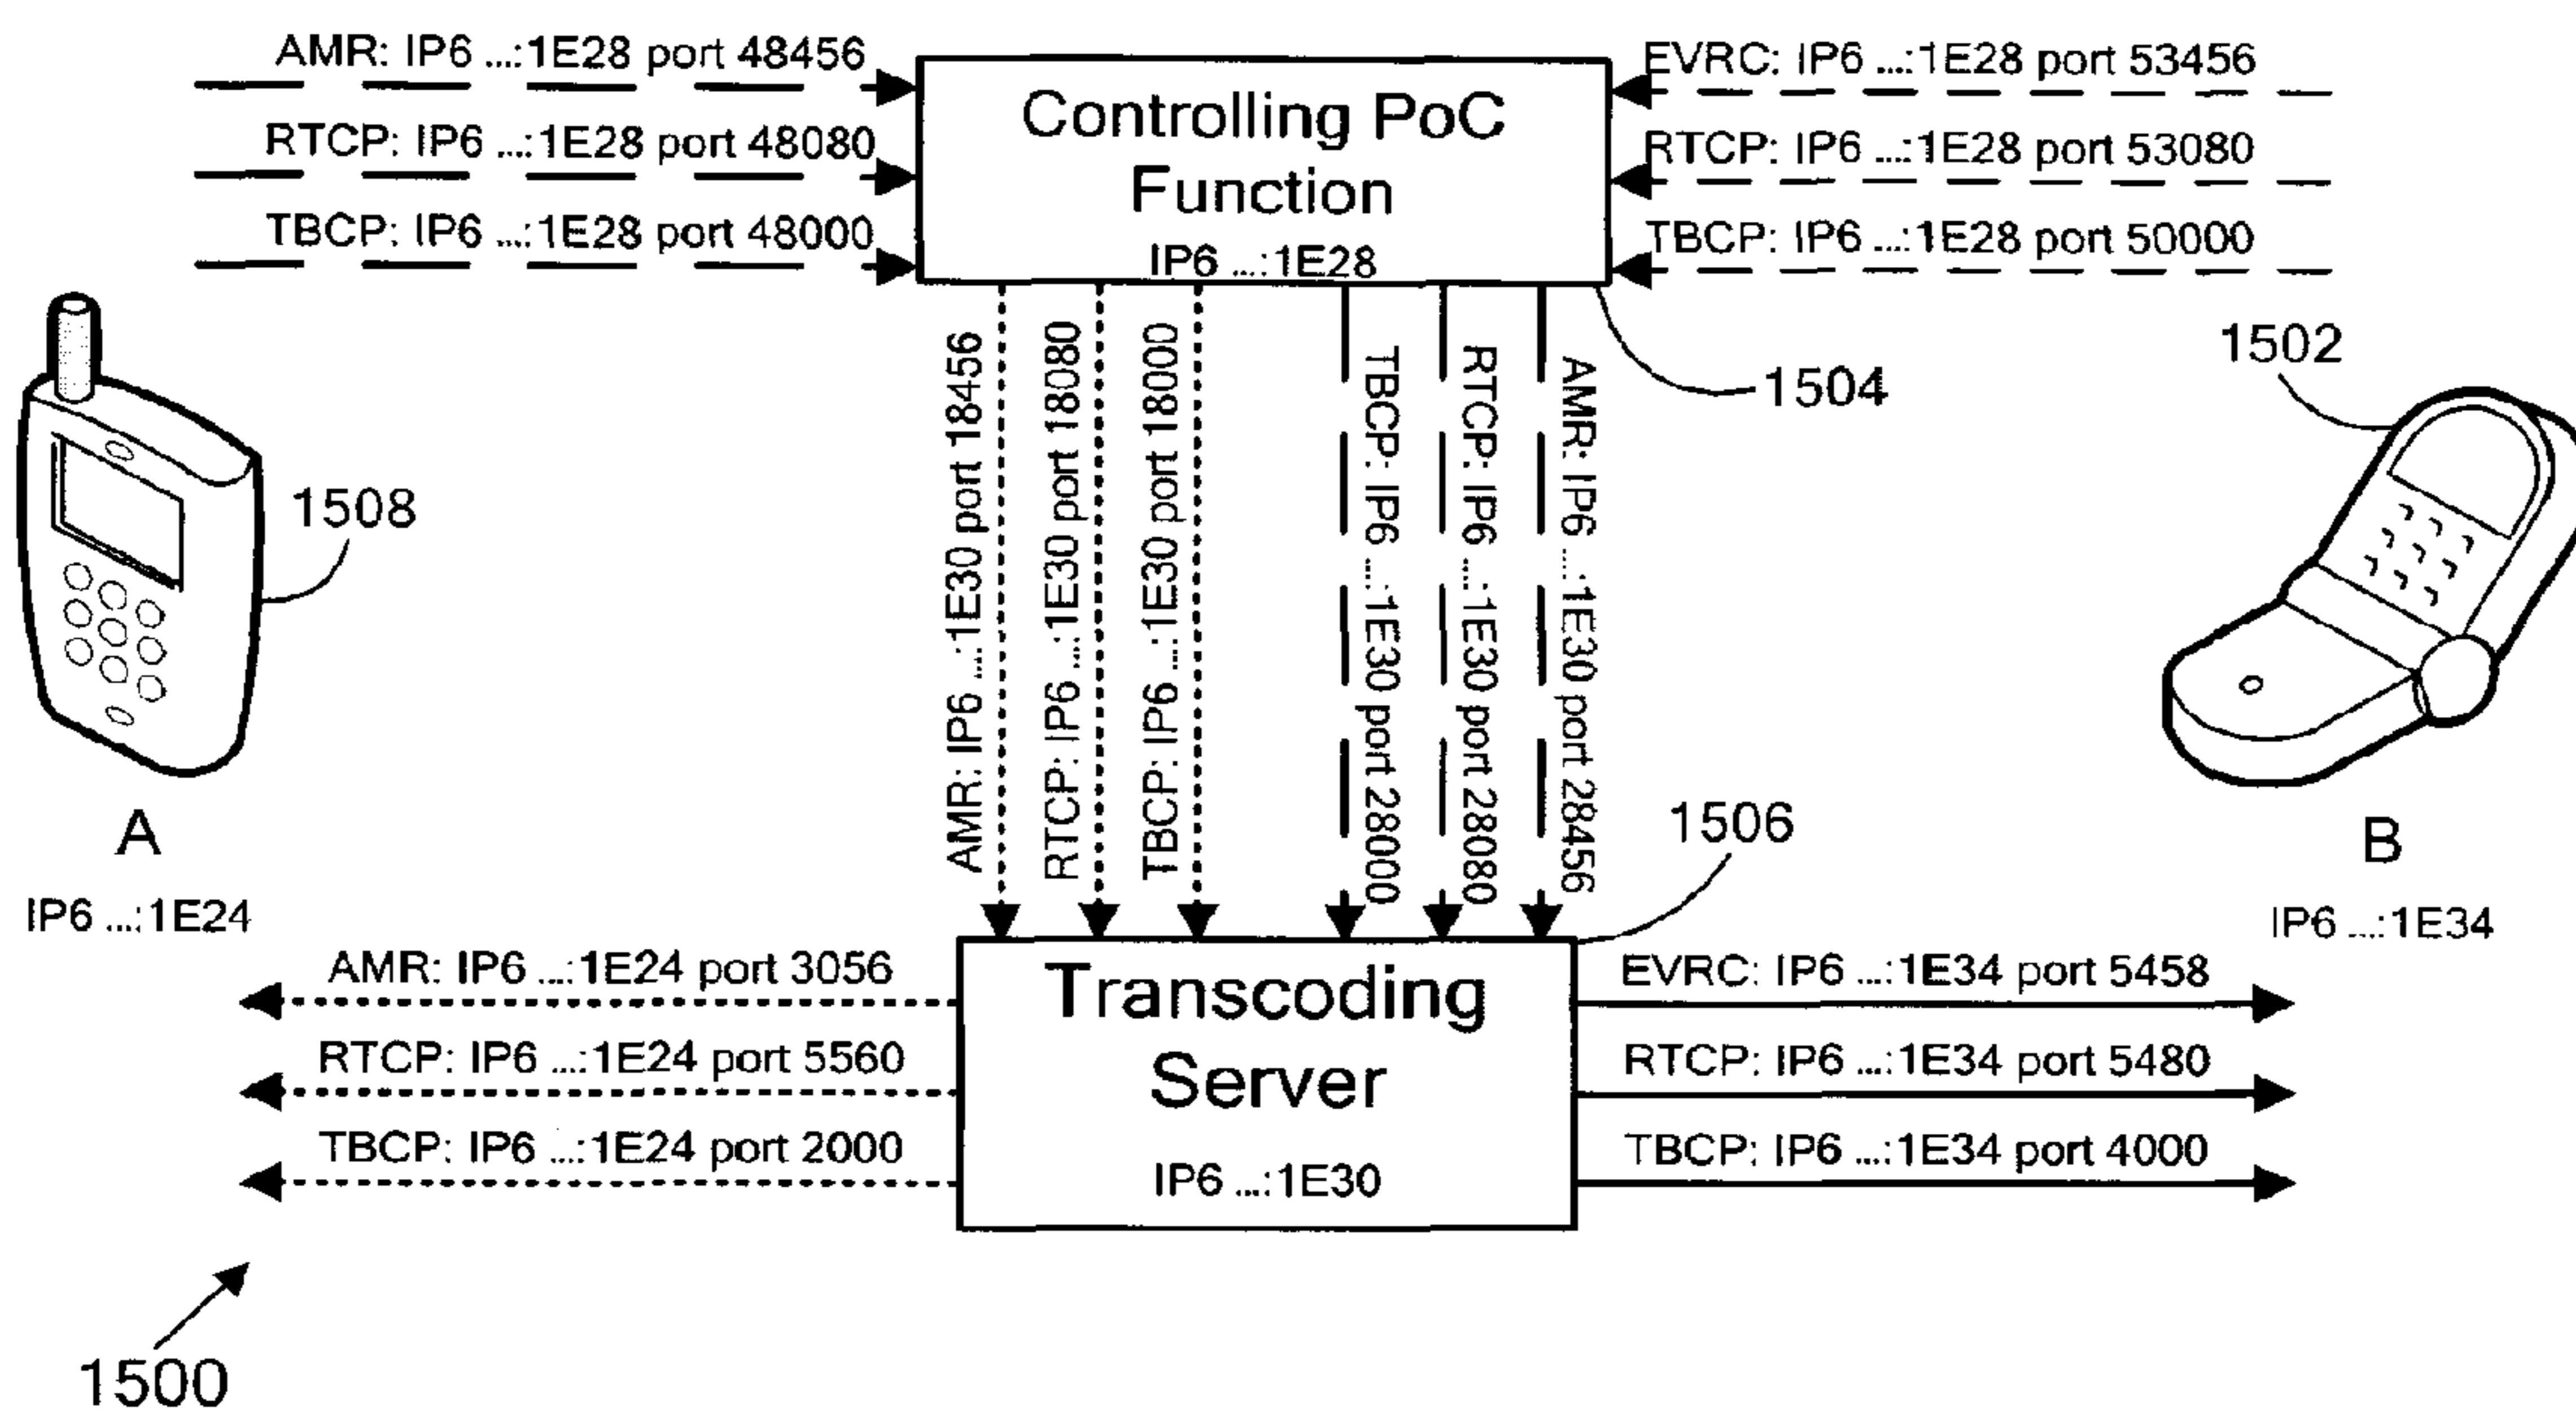 AMR: IP6 ...:1E28 port 48456
RTCP: IP6 ...:1E28 port 48080
TBCP: IP6 ...:1E28 port 48000
Controlling PoC
Function
IP6 ...:1E28
EVRC: IP6 ...:1E28 port 53456
RTCP: IP6 ...:1E28 port 53080
TBCP: IP6 ...:1E28 port 50000
1508
A
IP6 ...:1E24
AMR: IP6 ...:1E30 port 18456
RTCP: IP6 ...:1E30 port 18080
TBCP: IP6 ...:1E30 port 18000
TBCP: IP6 ...:1E30 port 28000
RTCP: IP6 ...:1E30 port 28080
AMR: IP6 ...:1E30 port 28456
1504
1502
B
IP6 ...:1E34
1506
AMR: IP6 ...:1E24 port 3056
RTCP: IP6 ...:1E24 port 5560
TBCP: IP6 ...:1E24 port 2000
Transcoding
Server
IP6 ...:1E30
EVRC: IP6 ...:1E34 port 5458
RTCP: IP6 ...:1E34 port 5480
TBCP: IP6 ...:1E34 port 4000
1500